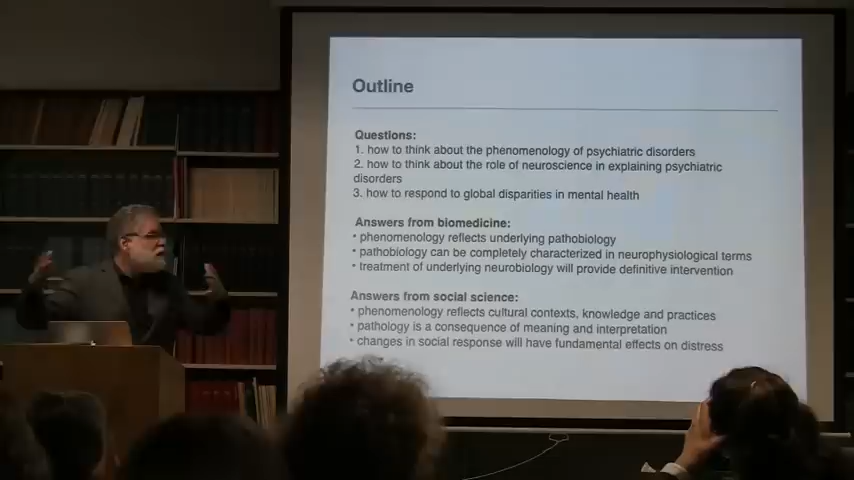 Outline
Questions:
1. how to think about the phenomenology of psychiatric disorders
2. how to think about the role of neuroscience in explaining psychiatric
disorders
3. how to respond to global disparities in mental health
Answers from biomedicine:
• phenomenology reflects underlying pathobiology
• pathobiology can be completely characterized in neurophysiological terms
• treatment of underlying neurobiology will provide definitive intervention
Answers from social science:
• phenomenology reflects cultural contexts, knowledge and practices
• pathology is a consequence of meaning and interpretation
• changes in social response will have fundamental effects on distress